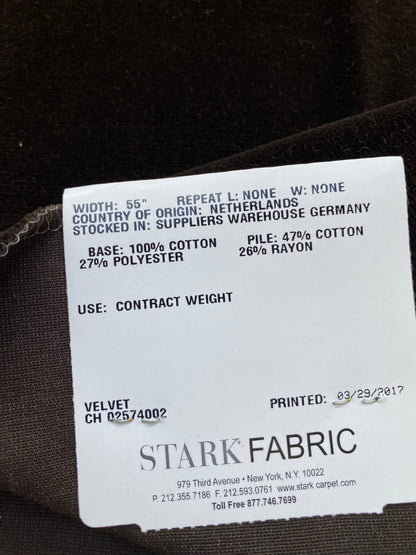 WIDTH: 55" REPEAT L: NONE W: NONE
COUNTRY OF ORIGIN: NETHERLANDS
STOCKED IN: SUPPLIERS WAREHOUSE GERMANY
BASE: 100% COTTON PILE: 47% COTTON
27% POLYESTER 26% RAYON
USE: CONTRACT WEIGHT
VELVET
CH 02574002 PRINTED: 03/29/2017
STARK FABRIC
979 Third Avenue • New York, N.Y. 10022
P. 212.355.7186 F. 212.593.0761 www.stark carpet.com
Toll Free 877.746.7699